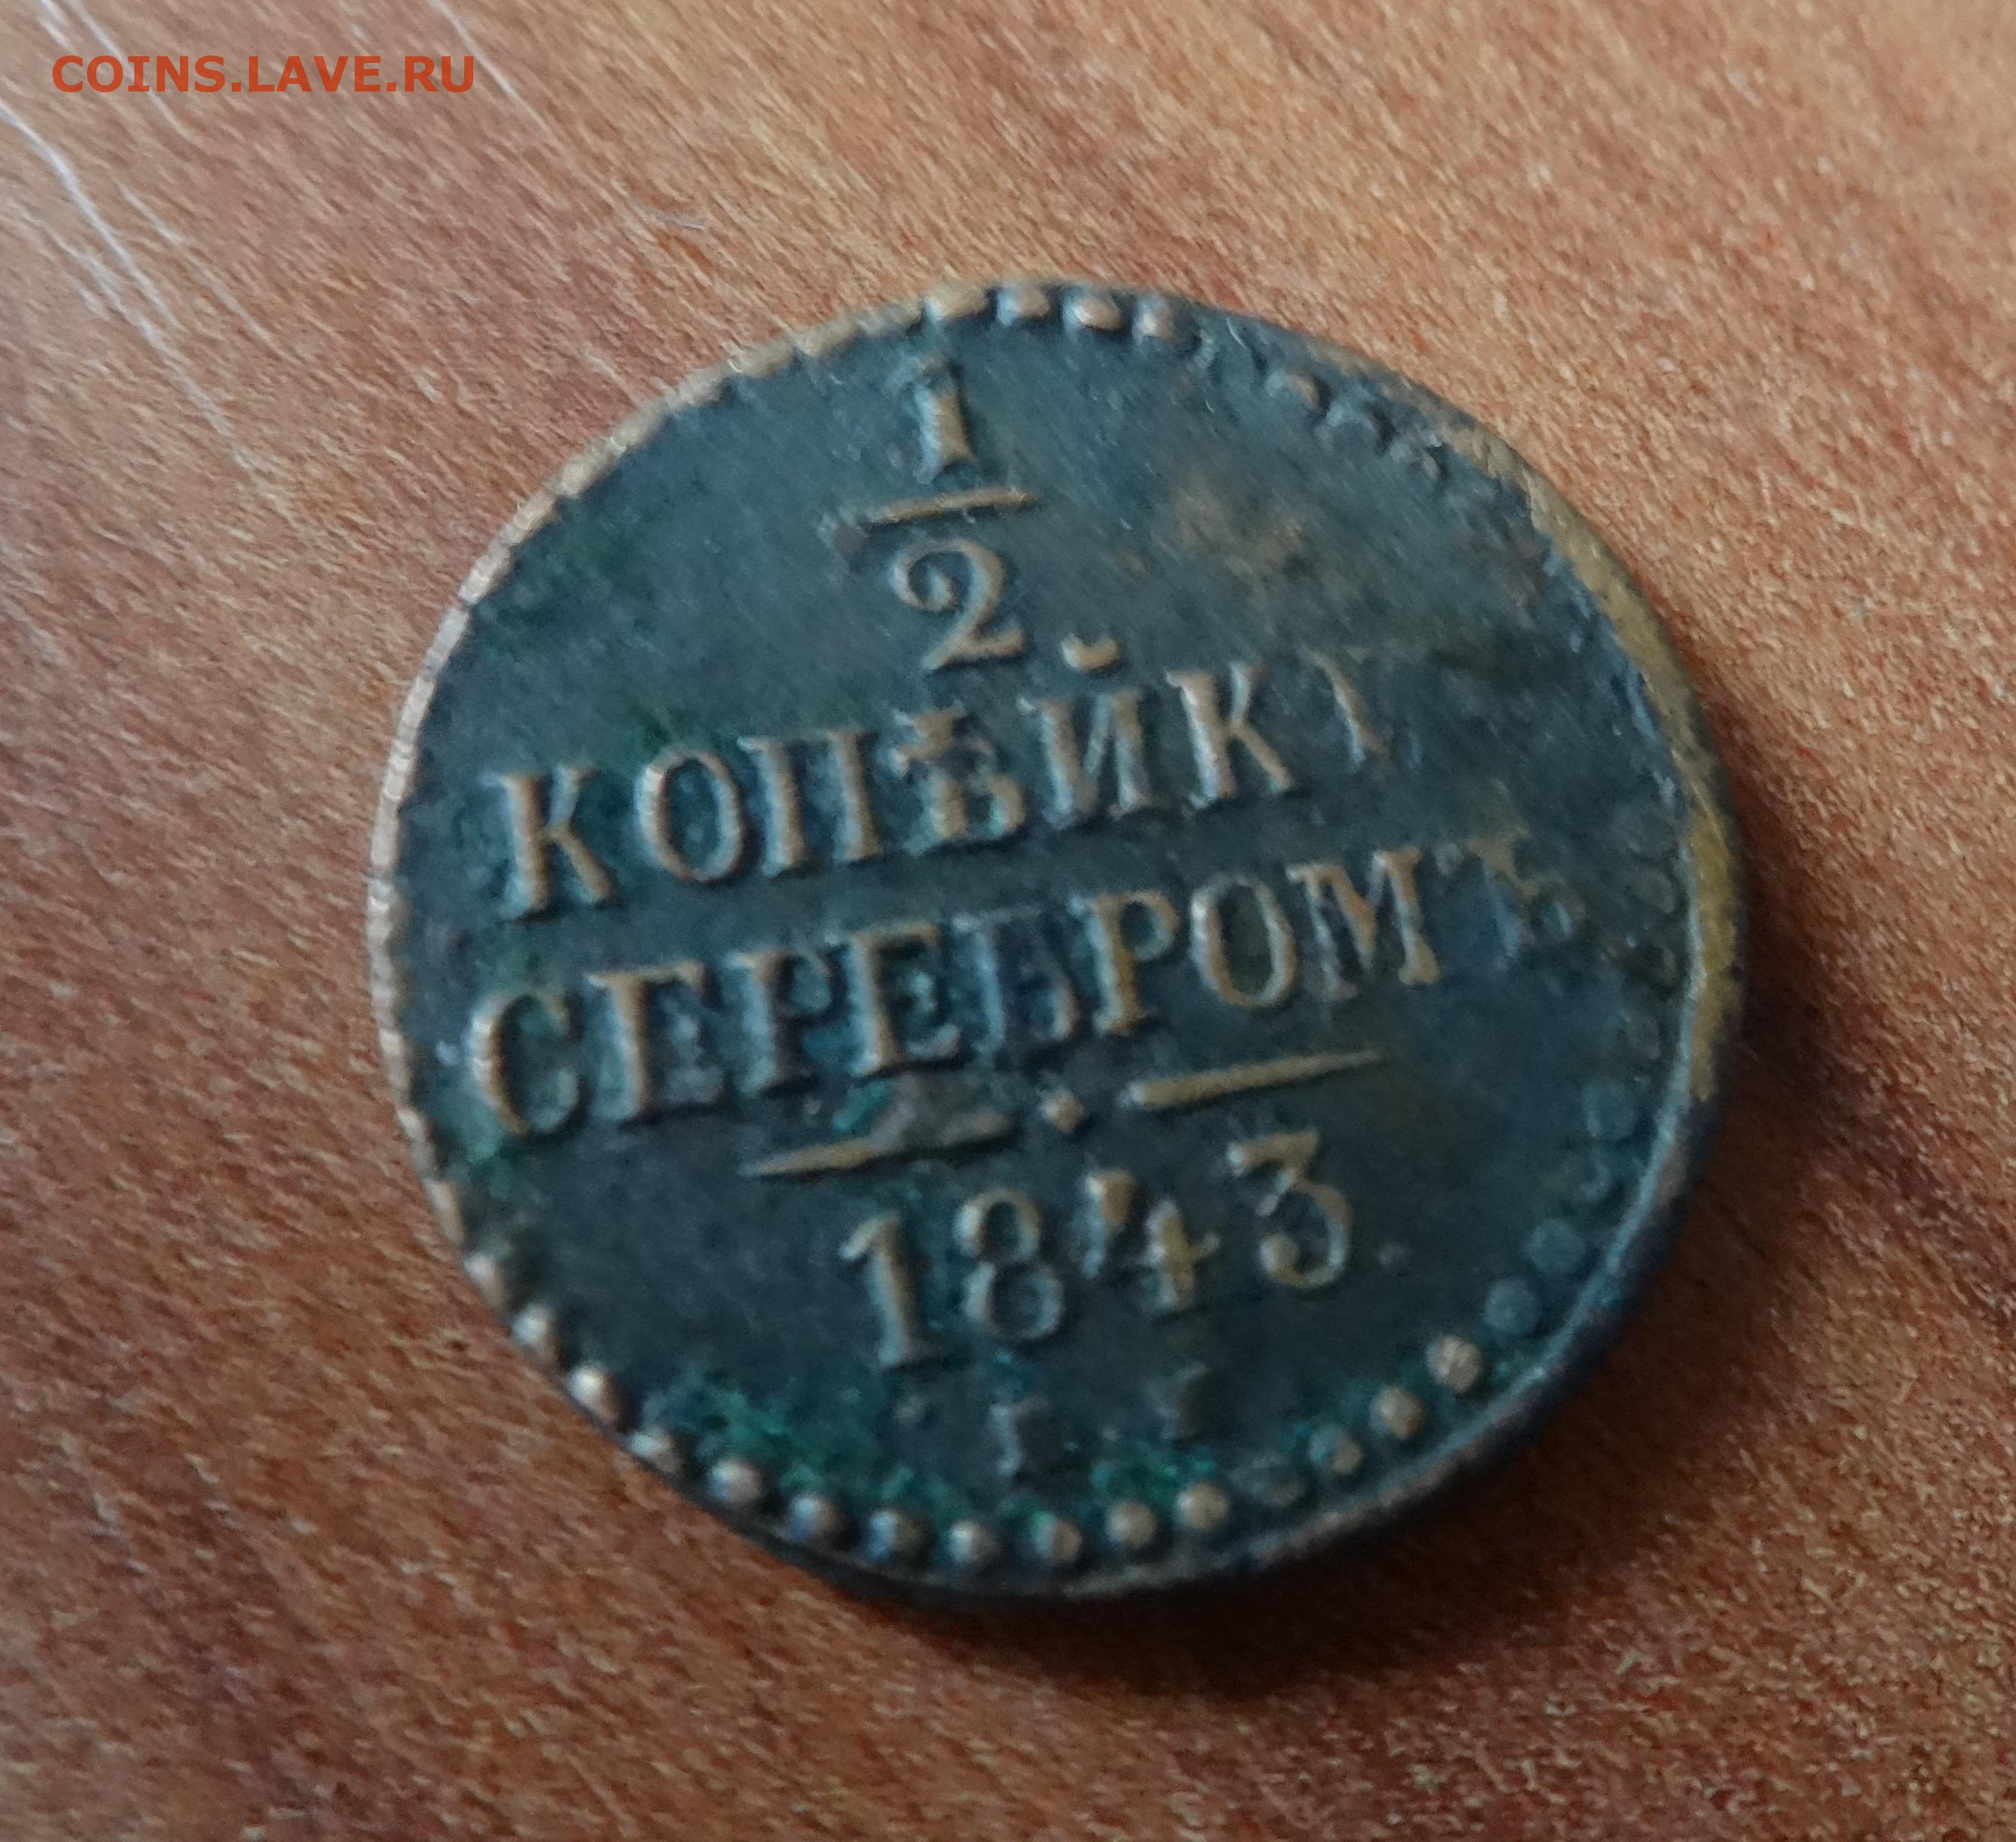 COINS.LAVE.RU
1
2
КОПѢЙКИ
СЕРЕБРОМЪ
1843